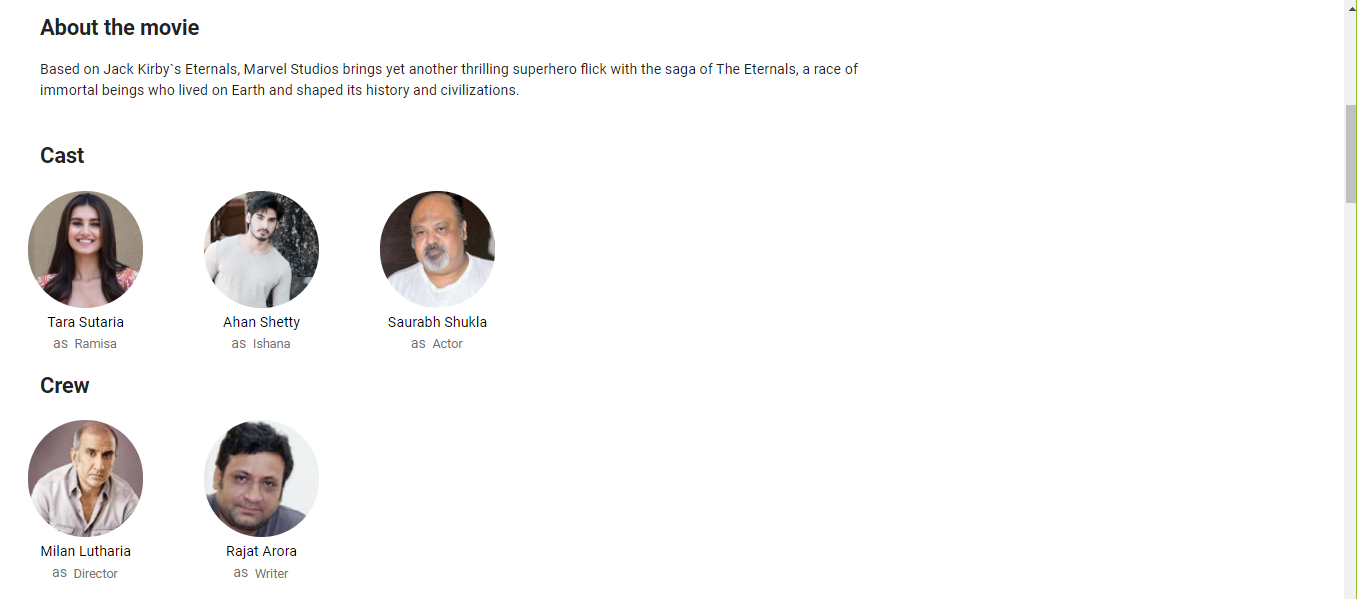 About the movie
Based on Jack Kirby`s Eternals, Marvel Studios brings yet another thrilling superhero flick with the saga of The Eternals, a race of
immortal beings who lived on Earth and shaped its history and civilizations.
Cast
Tara Sutaria Ahan Shetty Saurabh Shukla
as Ramisa as Ishana as Actor
Crew
Milan Lutharia Rajat Arora
as Director as Writer